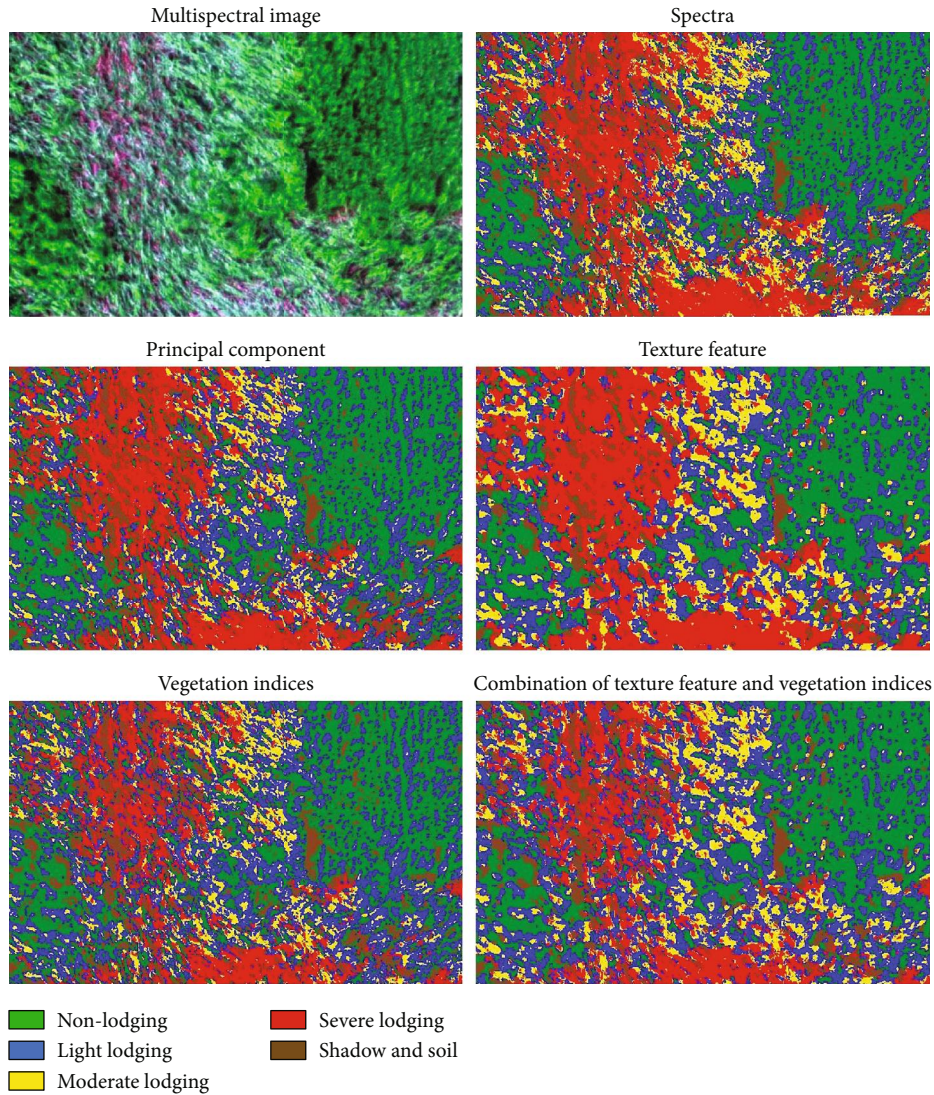 Multispectral image
Spectra
Principal component
Texture feature
Vegetation indices
Combination of texture feature and vegetation indices
Non-lodging
Light lodging
Moderate lodging
Severe lodging
Shadow and soil